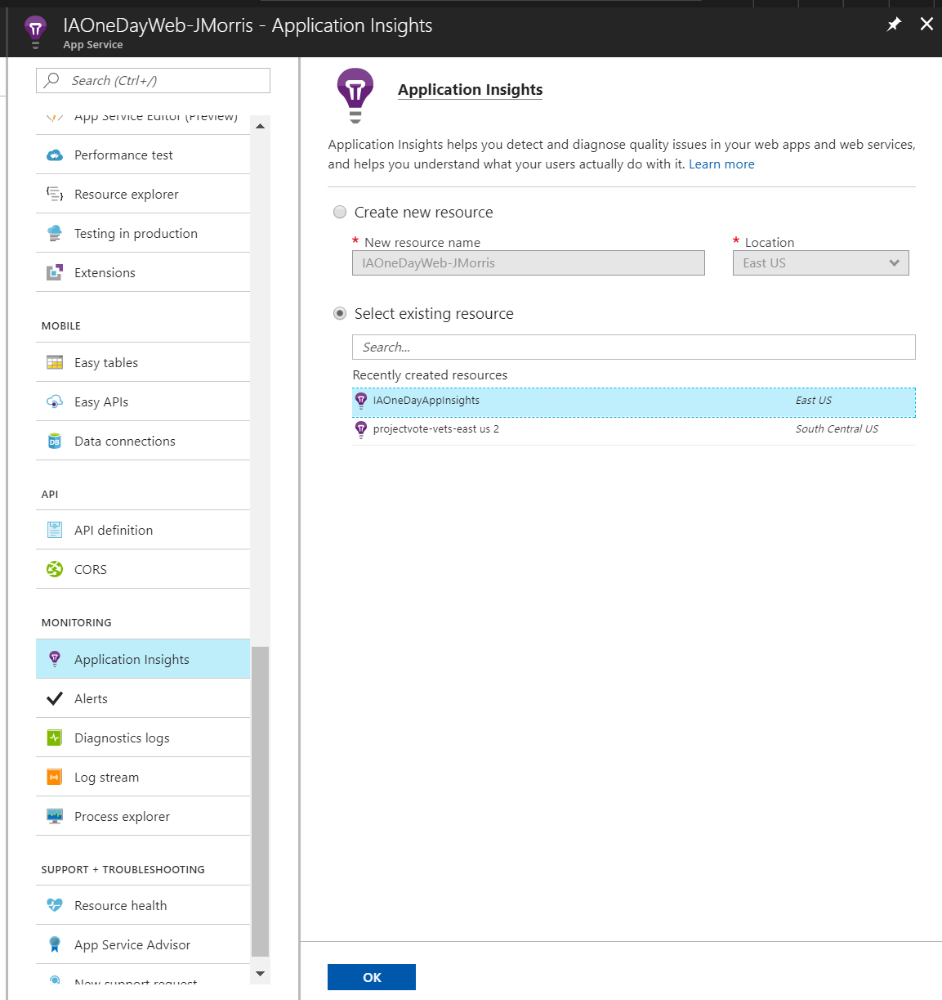 IAOneDayWeb-JMorris - Application Insights
App Service
Search (Ctrl+/)
App Service Editor (Preview)
Performance test
Resource explorer
Testing in production
Extensions
MOBILE
Easy tables
Easy APIs
Data connections
API
API definition
CORS
MONITORING
Application Insights
Alerts
Diagnostics logs
Log stream
Process explorer
SUPPORT + TROUBLESHOOTING
Resource health
App Service Advisor
New support request
Application Insights
Application Insights helps you detect and diagnose quality issues in your web apps and web services,
and helps you understand what your users actually do with it. Learn more
Create new resource
* New resource name * Location
IAOneDayWeb-JMorris East US
Select existing resource
Search...
Recently created resources
IAOneDayAppInsights East US
projectvote-vets-east us 2 South Central US
OK